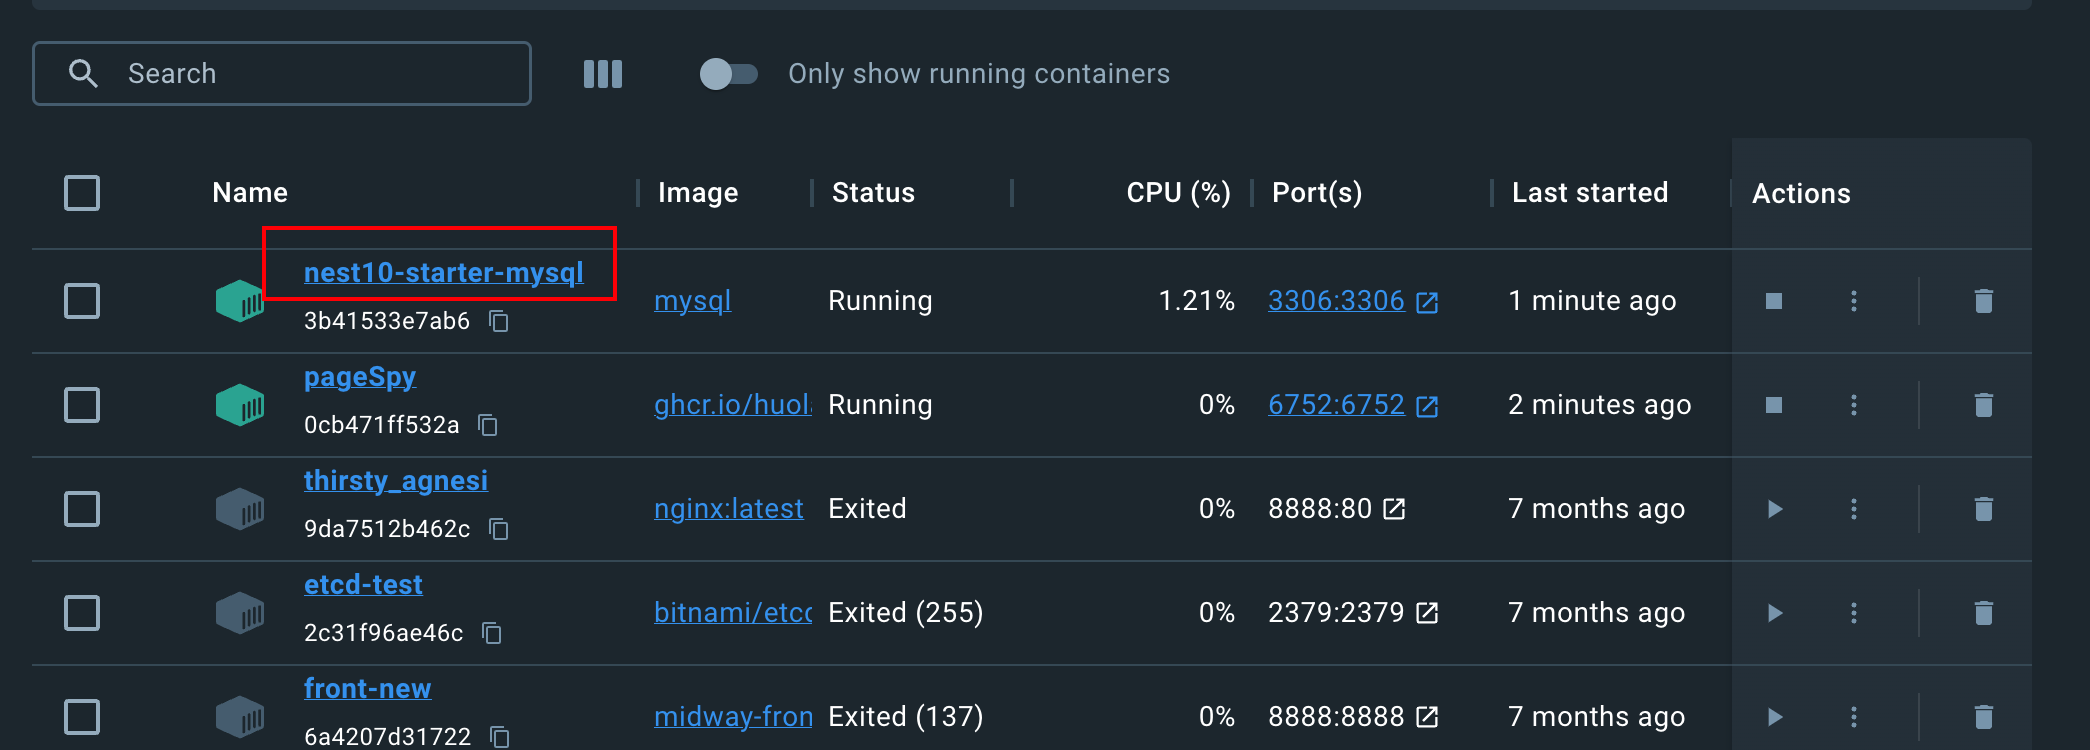 Search
Only show running containers
Name Image Status CPU (%) Port(s) Last started Actions
nest10-starter-mysql
3b41533e7ab6
mysql Running 1.21% 3306:3306 1 minute ago
pageSpy
0cb471ff532a
ghcr.io/huol Running 0% 6752:6752 2 minutes ago
thirsty_agnesi
9da7512b462c
nginx:latest Exited 0% 8888:80 7 months ago
etcd-test
2c31f96ae46c
bitnami/etcd Exited (255) 0% 2379:2379 7 months ago
front-new
6a4207d31722
midway-fron Exited (137) 0% 8888:8888 7 months ago